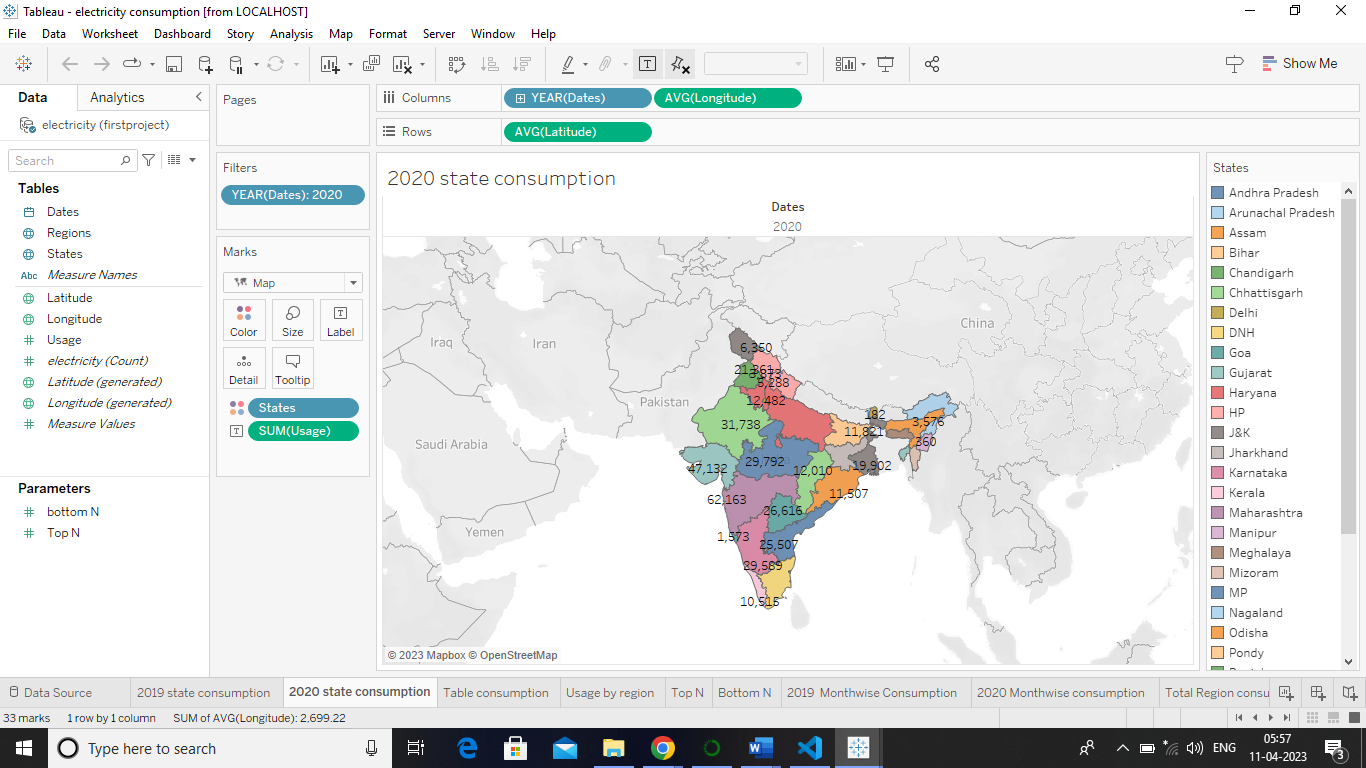 Tableau - electricity consumption [from LOCALHOST]
File Data Worksheet Dashboard Story Analysis Map Format Server Window Help
Show Me
Data Analytics
electricity (firstproject)
Search
Tables
Dates
Regions
States
Abc Measure Names
Latitude
Longitude
Usage
electricity (Count)
Latitude (generated)
Longitude (generated)
Measure Values
Parameters
bottom N
Top N
Pages
Filters
YEAR(Dates): 2020
Marks
Map
Color Size Label
Detail Tooltip
States
SUM(Usage)
Columns YEAR(Dates) AVG(Longitude)
Rows AVG(Latitude)
2020 state consumption
Dates
2020
China
Iraq
Iran
Pakistan
Saudi Arabia
Yemen
6,350
21,361
5,288
12,482
31,738
182
3,576
11,821
360
29,792
47,132
12,010
19,902
62,163
11,507
26,616
1,573
25,507
10,515
© 2023 Mapbox © OpenStreetMap
States
Andhra Pradesh
Arunachal Pradesh
Assam
Bihar
Chandigarh
Chhattisgarh
Delhi
DNH
Goa
Gujarat
Haryana
HP
J&K
Jharkhand
Karnataka
Kerala
Maharashtra
Manipur
Meghalaya
Mizoram
MP
Nagaland
Odisha
Pondy
Data Source 2019 state consumption 2020 state consumption Table consumption Usage by region Top N Bottom N 2019 Monthwise Consumption 2020 Monthwise consumption Total Region consu
33 marks 1 row by 1 column SUM of AVG(Longitude): 2,699.22
Type here to search
ENG
05:57
11-04-2023
3